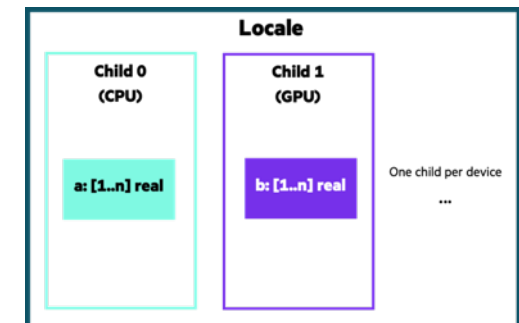 Locale
Child 0
(CPU)
Child 1
(GPU)
a: [1..n] real
b: [1..n] real
One child per device
...